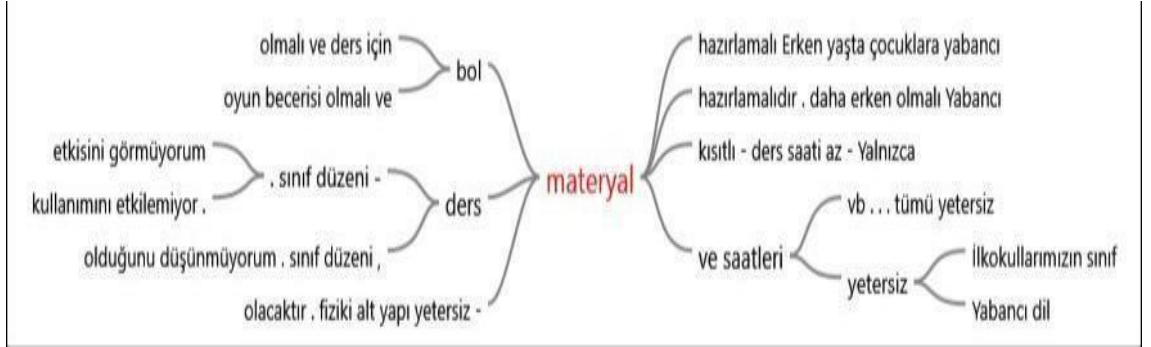 olmalı ve ders için
bol
oyun becerisi olmalı ve
etkisini görmüyorum
. sınıf düzeni -
kullanımını etkilemiyor .
ders
olduğunu düşünmüyorum . sınıf düzeni ,
olacaktır . fiziki alt yapı yetersiz -
materyal
hazırlamalı Erken yaşta çocuklara yabancı
hazırlamalıdır . daha erken olmalı Yabancı
kısıtlı - ders saati az - Yalnızca
ve saatleri
vb . . . tümü yetersiz
yetersiz
İlkokullarımızın sınıf
Yabancı dil